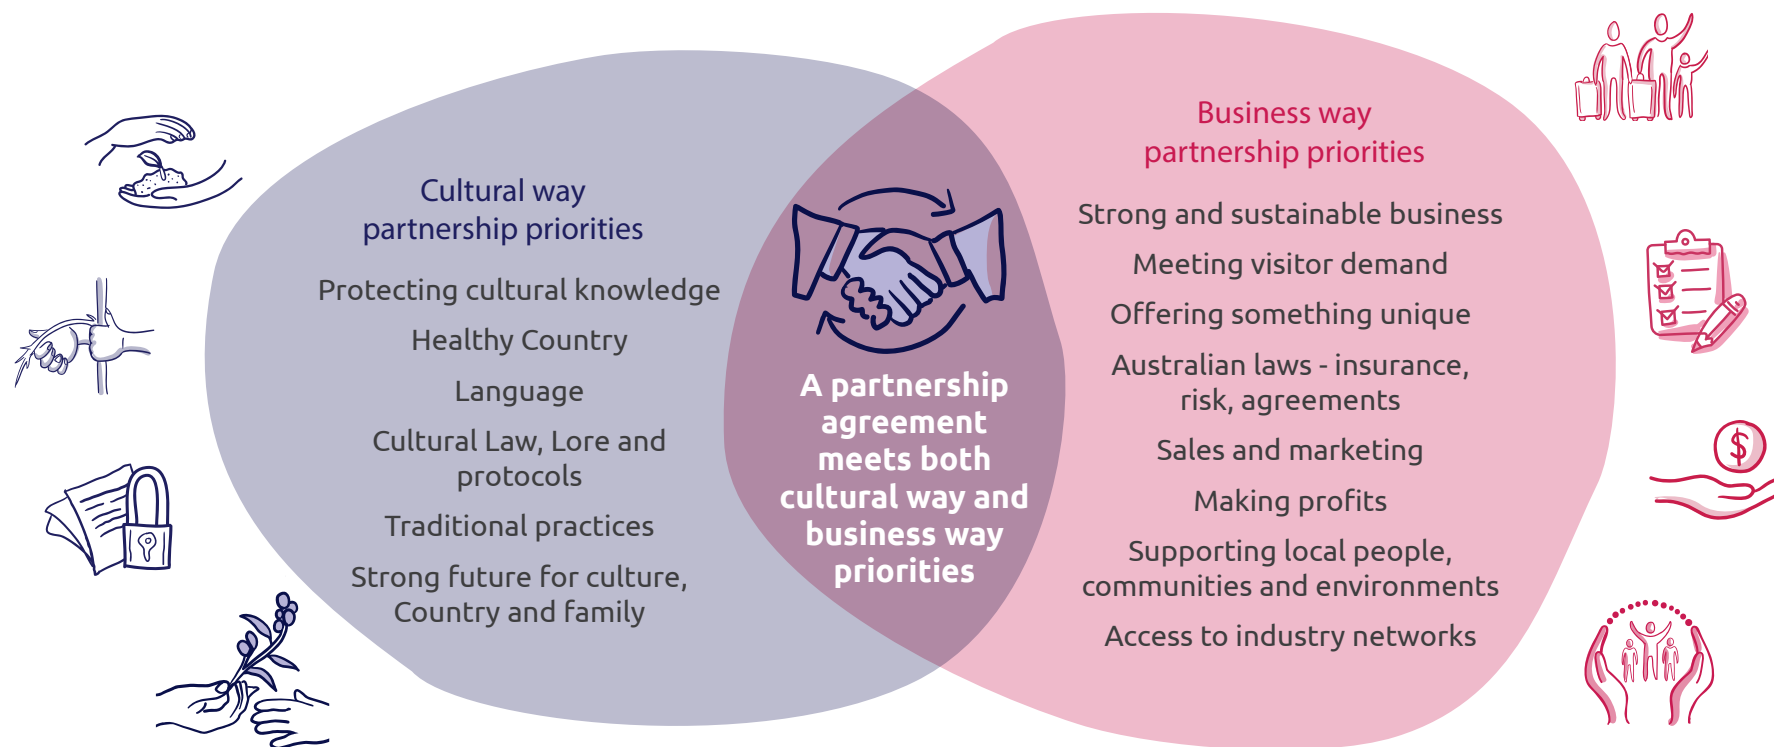 Cultural way
partnership priorities
Protecting cultural knowledge
Healthy Country
Language
Cultural Law, Lore and
protocols
Traditional practices
Strong future for culture,
Country and family
A partnership
agreement
meets both
cultural way and
business way
priorities
Business way
partnership priorities
Strong and sustainable business
Meeting visitor demand
Offering something unique
Australian laws - insurance,
risk, agreements
Sales and marketing
Making profits
Supporting local people,
communities and environments
Access to industry networks
$